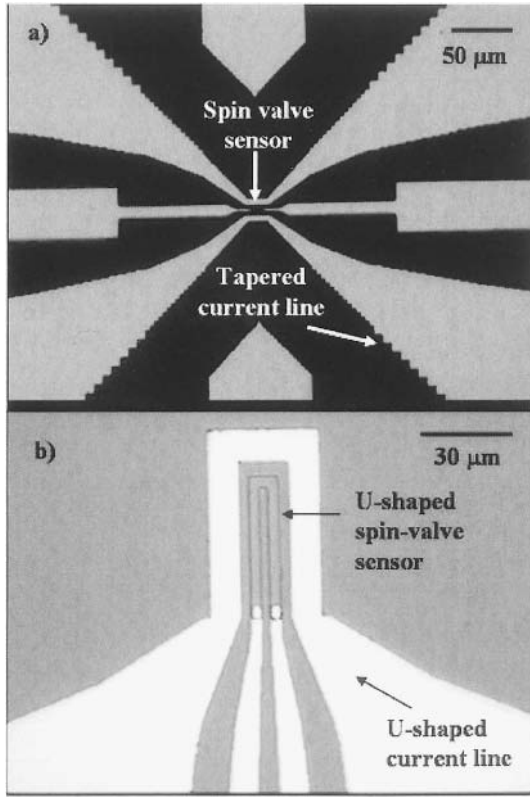 a)
50 μm
Spin valve
sensor
Tapered
current line
b)
30 μm
U-shaped
spin-valve
sensor
U-shaped
current line